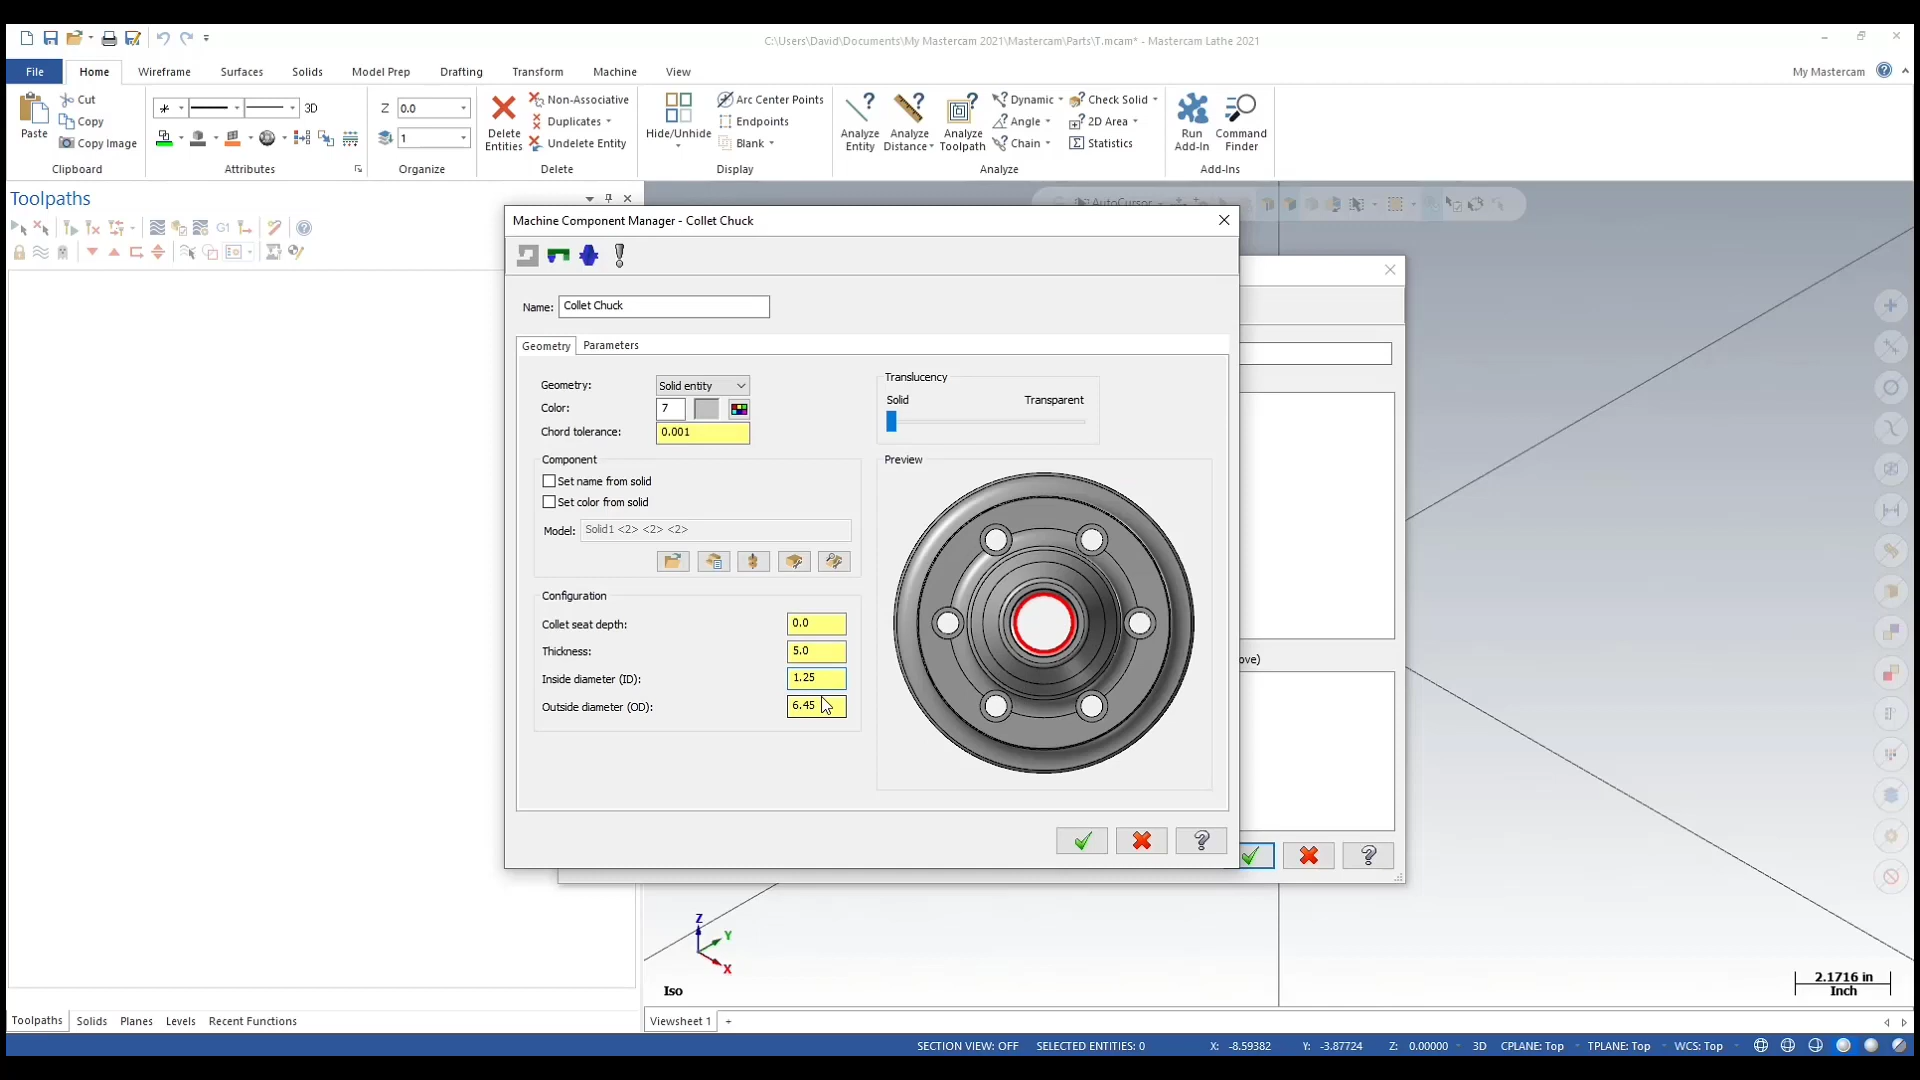 C:\Users\David\Documents\My Mastercam 2021\Mastercam\Parts\T.mcam* - Mastercam Lathe 2021
File Home Wireframe Surfaces Solids Model Prep Drafting Transform Machine View My Mastercam
Paste
Cut
Copy
Copy Image
Clipboard
3D
Attributes
Z 0.0
1
Organize
Delete
Entities
Non-Associative
Duplicates
Undelete Entity
Delete
Hide/Unhide
Arc Center Points
Endpoints
Blank
Display
Analyze
Entity
Analyze
Distance
Analyze
Toolpath
Dynamic
Angle
Chain
Check Solid
2D Area
Statistics
Analyze
Run
Add-In
Command
Finder
Add-Ins
Toolpaths
G1
AutoCursor
Machine Component Manager - Collet Chuck
Name: Collet Chuck
Geometry Parameters
Geometry: Solid entity
Color: 7
Chord tolerance: 0.001
Translucency
Solid Transparent
Component
Set name from solid
Set color from solid
Model: Solid1 <2> <2> <2>
Preview
Configuration
Collet seat depth: 0.0
Thickness: 5.0
Inside diameter (ID): 1.25
Outside diameter (OD): 6.45
ove)
Z
Y
X
Iso
2.1716 in
Inch
Toolpaths Solids Planes Levels Recent Functions
Viewsheet 1 +
SECTION VIEW: OFF SELECTED ENTITIES: 0 X: -8.59382 Y: -3.87724 Z: 0.00000 3D CPLANE: Top TPLANE: Top WCS: Top